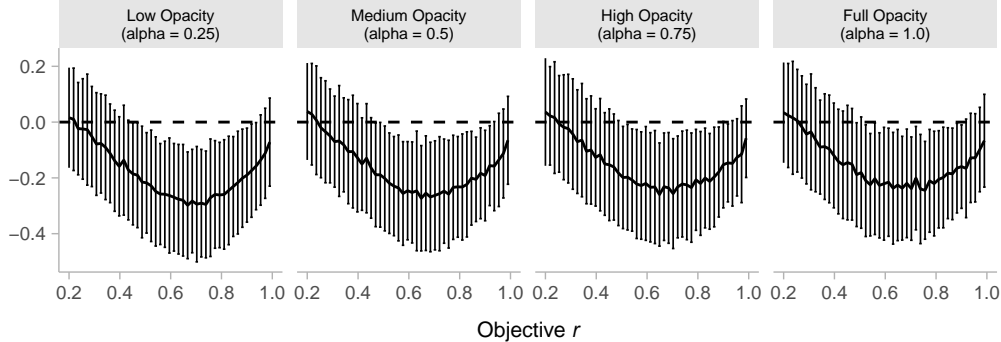 Low Opacity
(alpha = 0.25)
Medium Opacity
(alpha = 0.5)
High Opacity
(alpha = 0.75)
Full Opacity
(alpha = 1.0)
0.2
0.0
−0.2
−0.4
0.2 0.4 0.6 0.8 1.0
0.2 0.4 0.6 0.8 1.0
0.2 0.4 0.6 0.8 1.0
0.2 0.4 0.6 0.8 1.0
Objective r